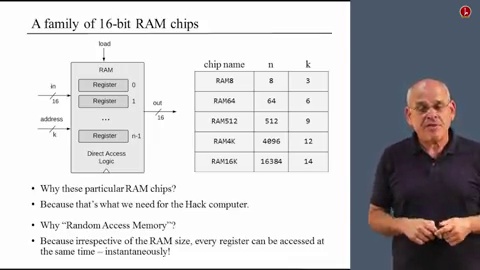 A family of 16-bit RAM chips
load
RAM
Register 0
Register 1
...
Register n-1
Direct Access
Logic
in
16
address
k
out
16
chip name n k
RAM8 8 3
RAM64 64 6
RAM512 512 9
RAM4K 4096 12
RAM16K 16384 14
• Why these particular RAM chips?
• Because that's what we need for the Hack computer.
• Why “Random Access Memory”?
• Because irrespective of the RAM size, every register can be accessed at
the same time – instantaneously!